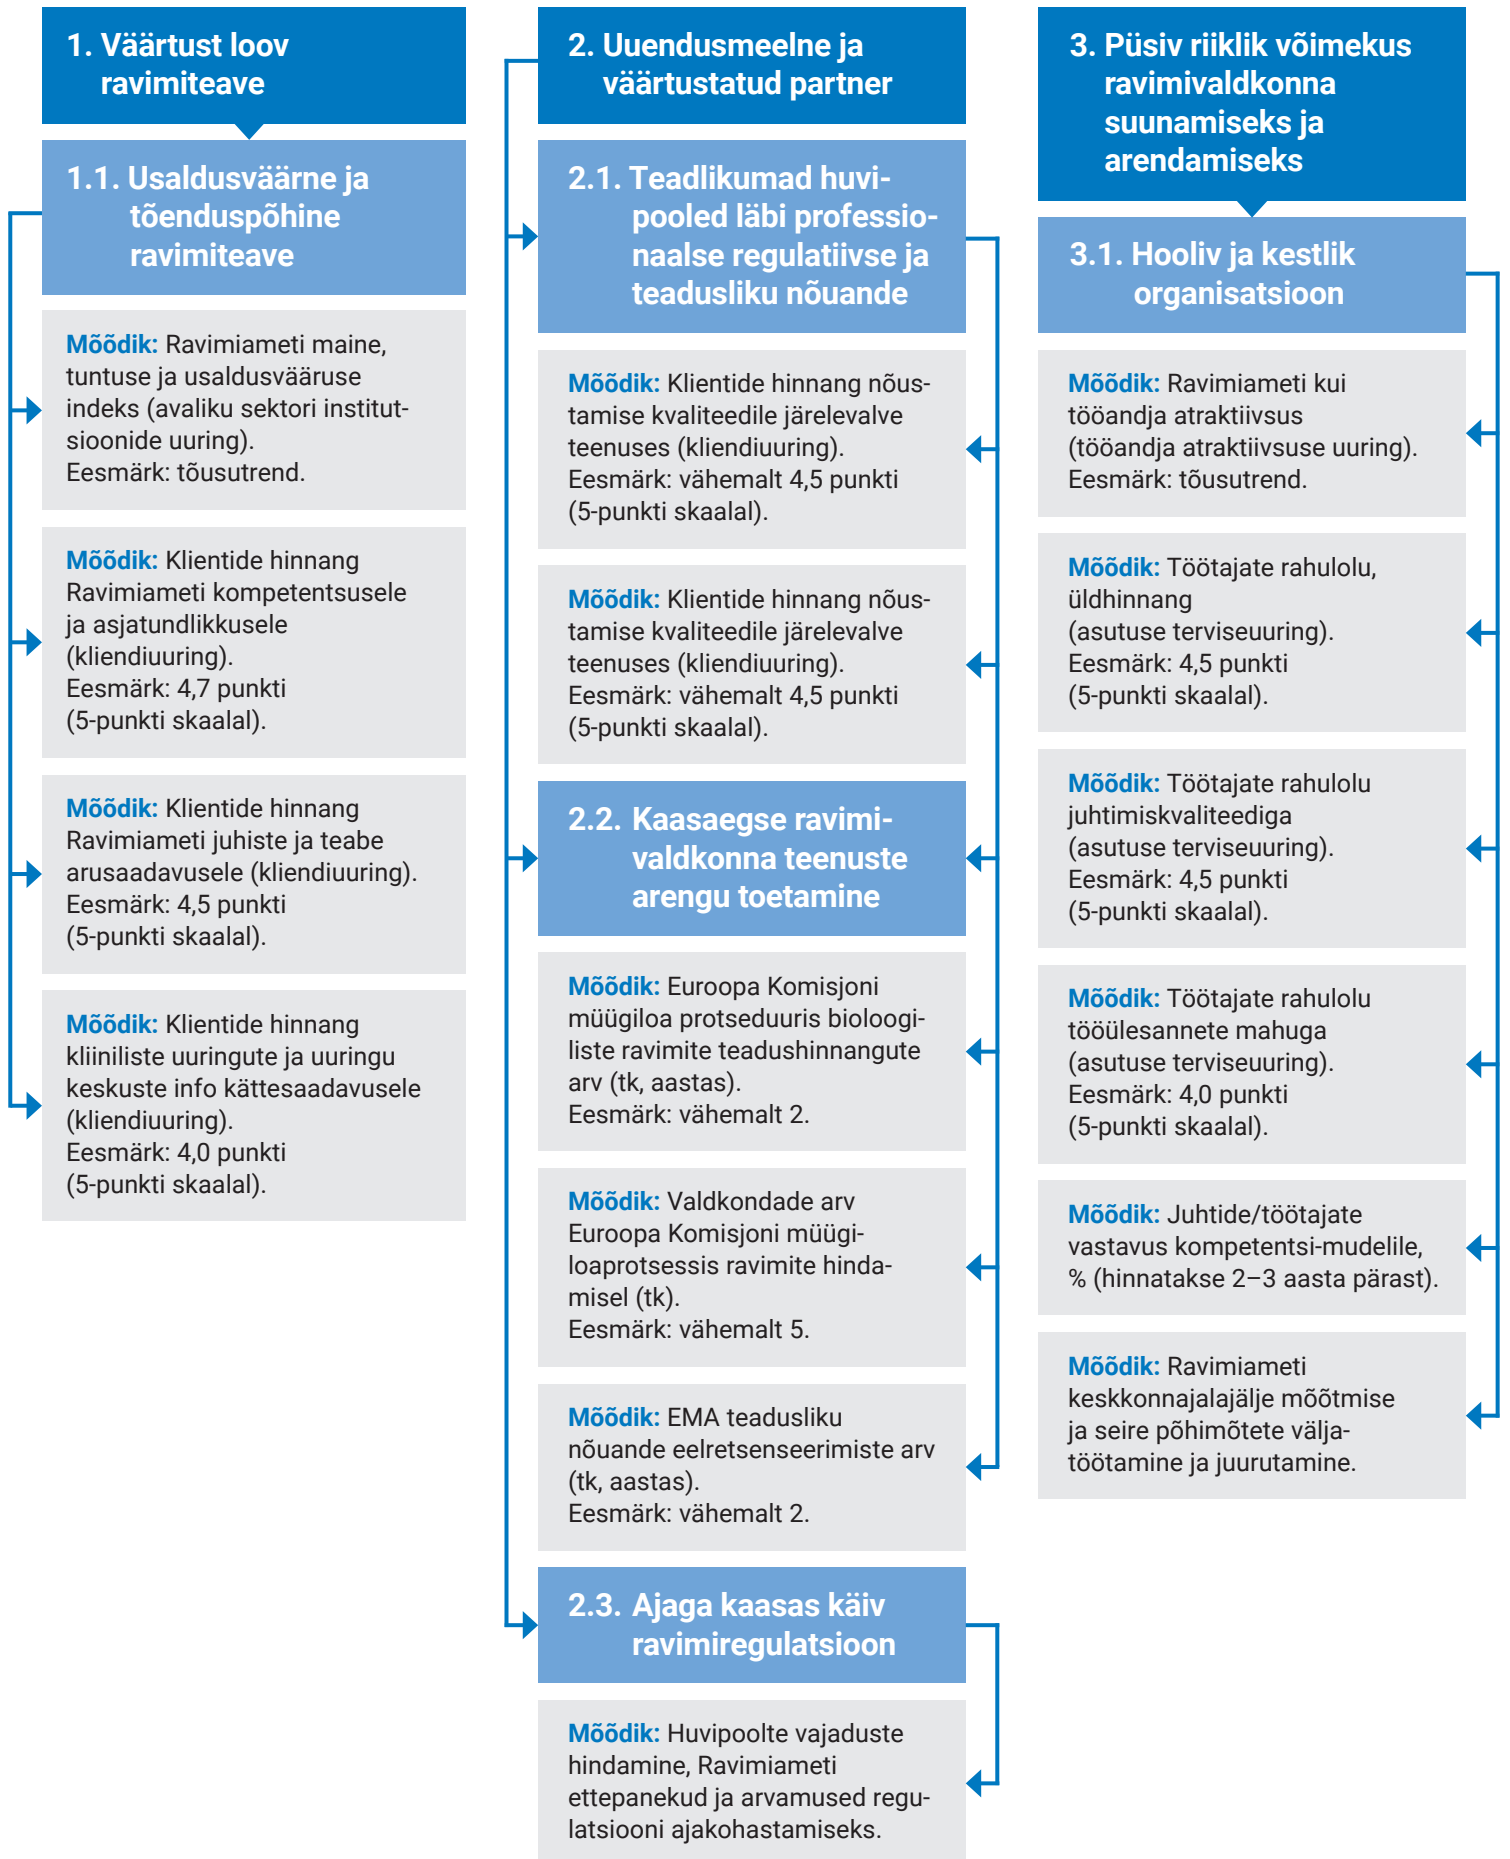 1. Väärtust loov
ravimiteave
1.1. Usaldusväärne ja
tõenduspõhine
ravimiteave
Mõõdik: Ravimiameti maine,
tuntuse ja usaldusvääruse
indeks (avaliku sektori institut-
sioonide uuring).
Eesmärk: tõusutrend.
Mõõdik: Klientide hinnang
Ravimiameti kompetentsusele
ja asjatundlikkusele
(kliendiuuring).
Eesmärk: 4,7 punkti
(5-punkti skaalal).
Mõõdik: Klientide hinnang
Ravimiameti juhiste ja teabe
arusaadavusele (kliendiuuring).
Eesmärk: 4,5 punkti
(5-punkti skaalal).
Mõõdik: Klientide hinnang
kliiniliste uuringute ja uuringu
keskuste info kättesaadavusele
(kliendiuuring).
Eesmärk: 4,0 punkti
(5-punkti skaalal).
2. Uuendusmeelne ja
väärtustatud partner
2.1. Teadlikumad huvi-
pooled läbi professio-
naalse regulatiivse ja
teadusliku nõuande
Mõõdik: Klientide hinnang nõus-
tamise kvaliteedile järelevalve
teenuses (kliendiuuring).
Eesmärk: vähemalt 4,5 punkti
(5-punkti skaalal).
Mõõdik: Klientide hinnang nõus-
tamise kvaliteedile järelevalve
teenuses (kliendiuuring).
Eesmärk: vähemalt 4,5 punkti
(5-punkti skaalal).
2.2. Kaasaegse ravimi-
valdkonna teenuste
arengu toetamine
Mõõdik: Euroopa Komisjoni
müügiloa protseduuris bioloogi-
liste ravimite teadushinnangute
arv (tk, aastas).
Eesmärk: vähemalt 2.
Mõõdik: Valdkondade arv
Euroopa Komisjoni müügi-
loaprotsessis ravimite hinda-
misel (tk).
Eesmärk: vähemalt 5.
Mõõdik: EMA teadusliku
nõuande eelretsenseerimiste arv
(tk, aastas).
Eesmärk: vähemalt 2.
2.3. Ajaga kaasas käiv
ravimiregulatsioon
Mõõdik: Huvipoolte vajaduste
hindamine, Ravimiameti
ettepanekud ja arvamused regu-
latsiooni ajakohastamiseks.
3. Püsiv riiklik võimekus
ravimivaldkonna
suunamiseks ja
arendamiseks
3.1. Hooliv ja kestlik
organisatsioon
Mõõdik: Ravimiameti kui
tööandja atraktiivsus
(tööandja atraktiivsuse uuring).
Eesmärk: tõusutrend.
Mõõdik: Töötajate rahulolu,
üldhinnang
(asutuse terviseuuring).
Eesmärk: 4,5 punkti
(5-punkti skaalal).
Mõõdik: Töötajate rahulolu
juhtimiskvaliteediga
(asutuse terviseuuring).
Eesmärk: 4,5 punkti
(5-punkti skaalal).
Mõõdik: Töötajate rahulolu
tööülesannete mahuga
(asutuse terviseuuring).
Eesmärk: 4,0 punkti
(5-punkti skaalal).
Mõõdik: Juhtide/töötajate
vastavus kompetentsi-mudelile,
% (hinnatakse 2–3 aasta pärast).
Mõõdik: Ravimiameti
keskkonnajalajälje mõõtmise
ja seire põhimõtete välja-
töötamine ja juurutamine.